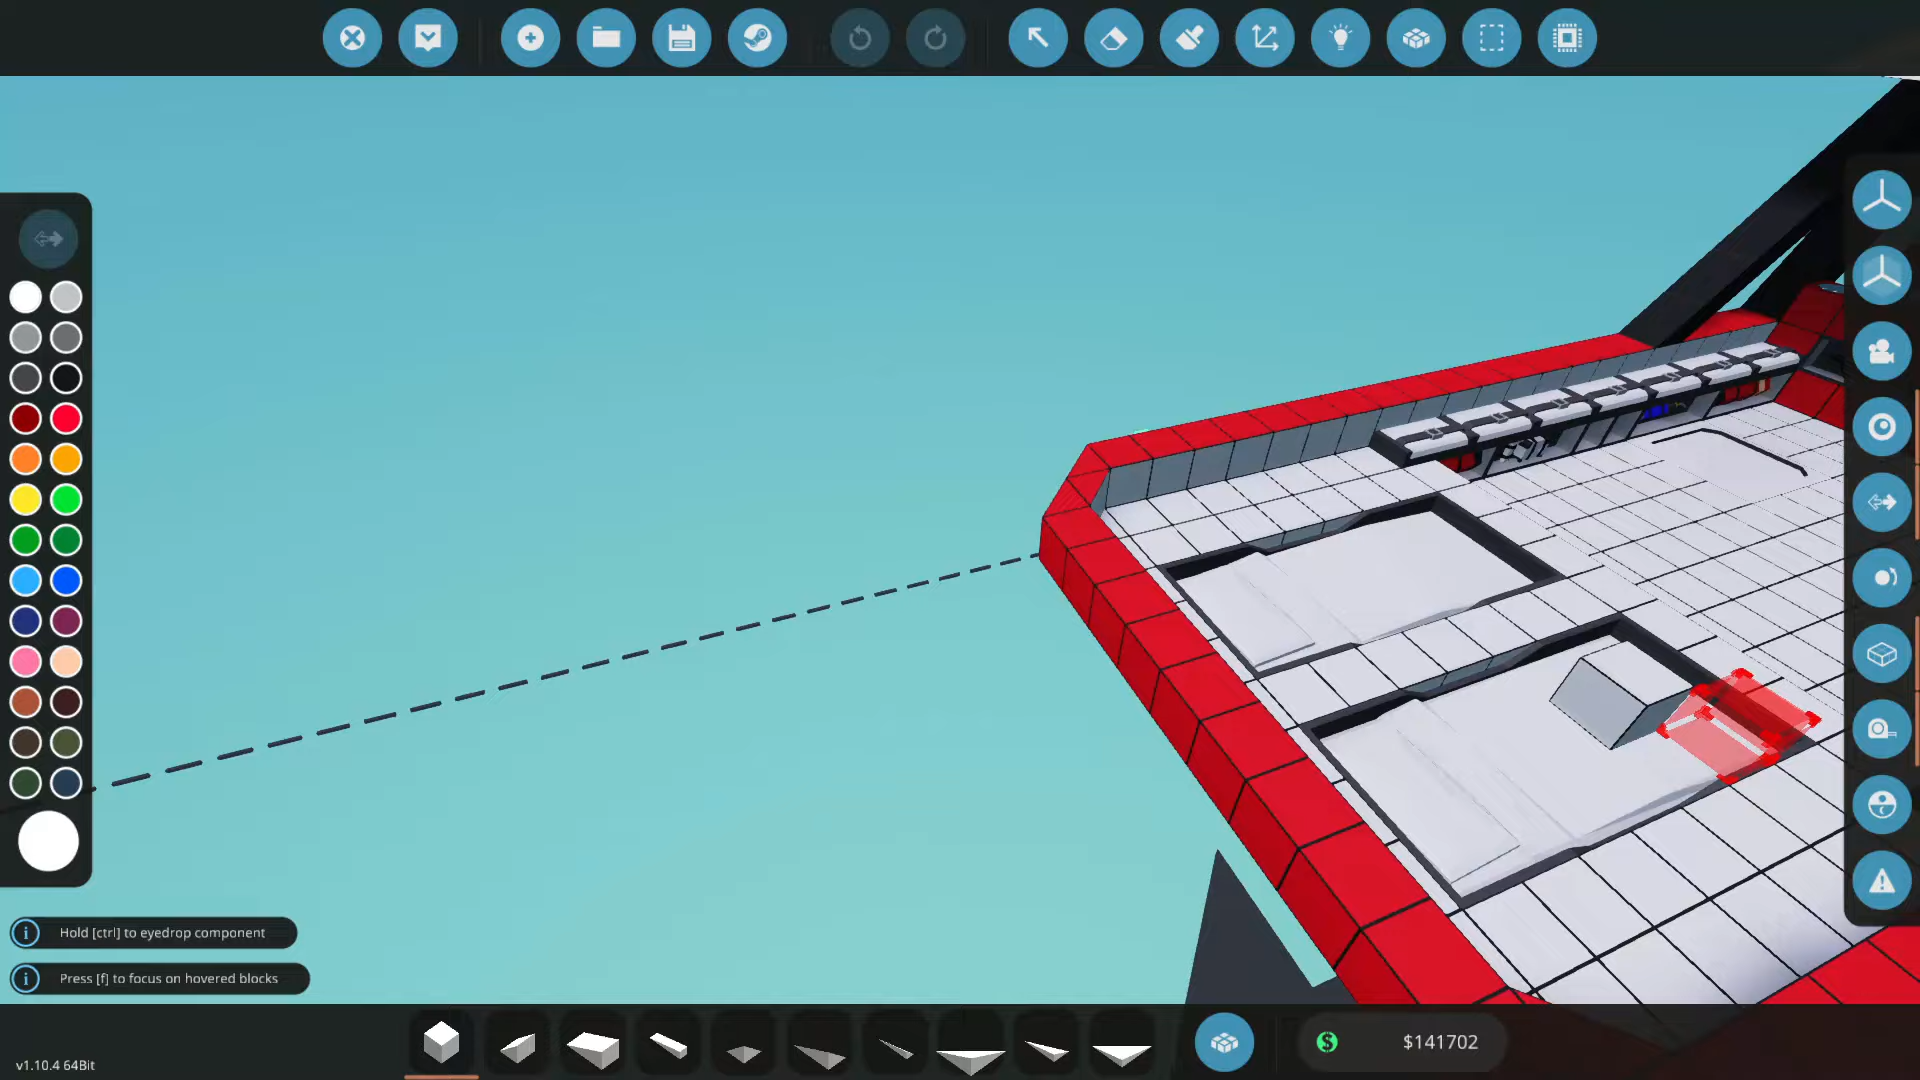 Hold [ctrl] to eyedrop component
Press [f] to focus on hovered blocks
v1.10.4 64Bit
$141702